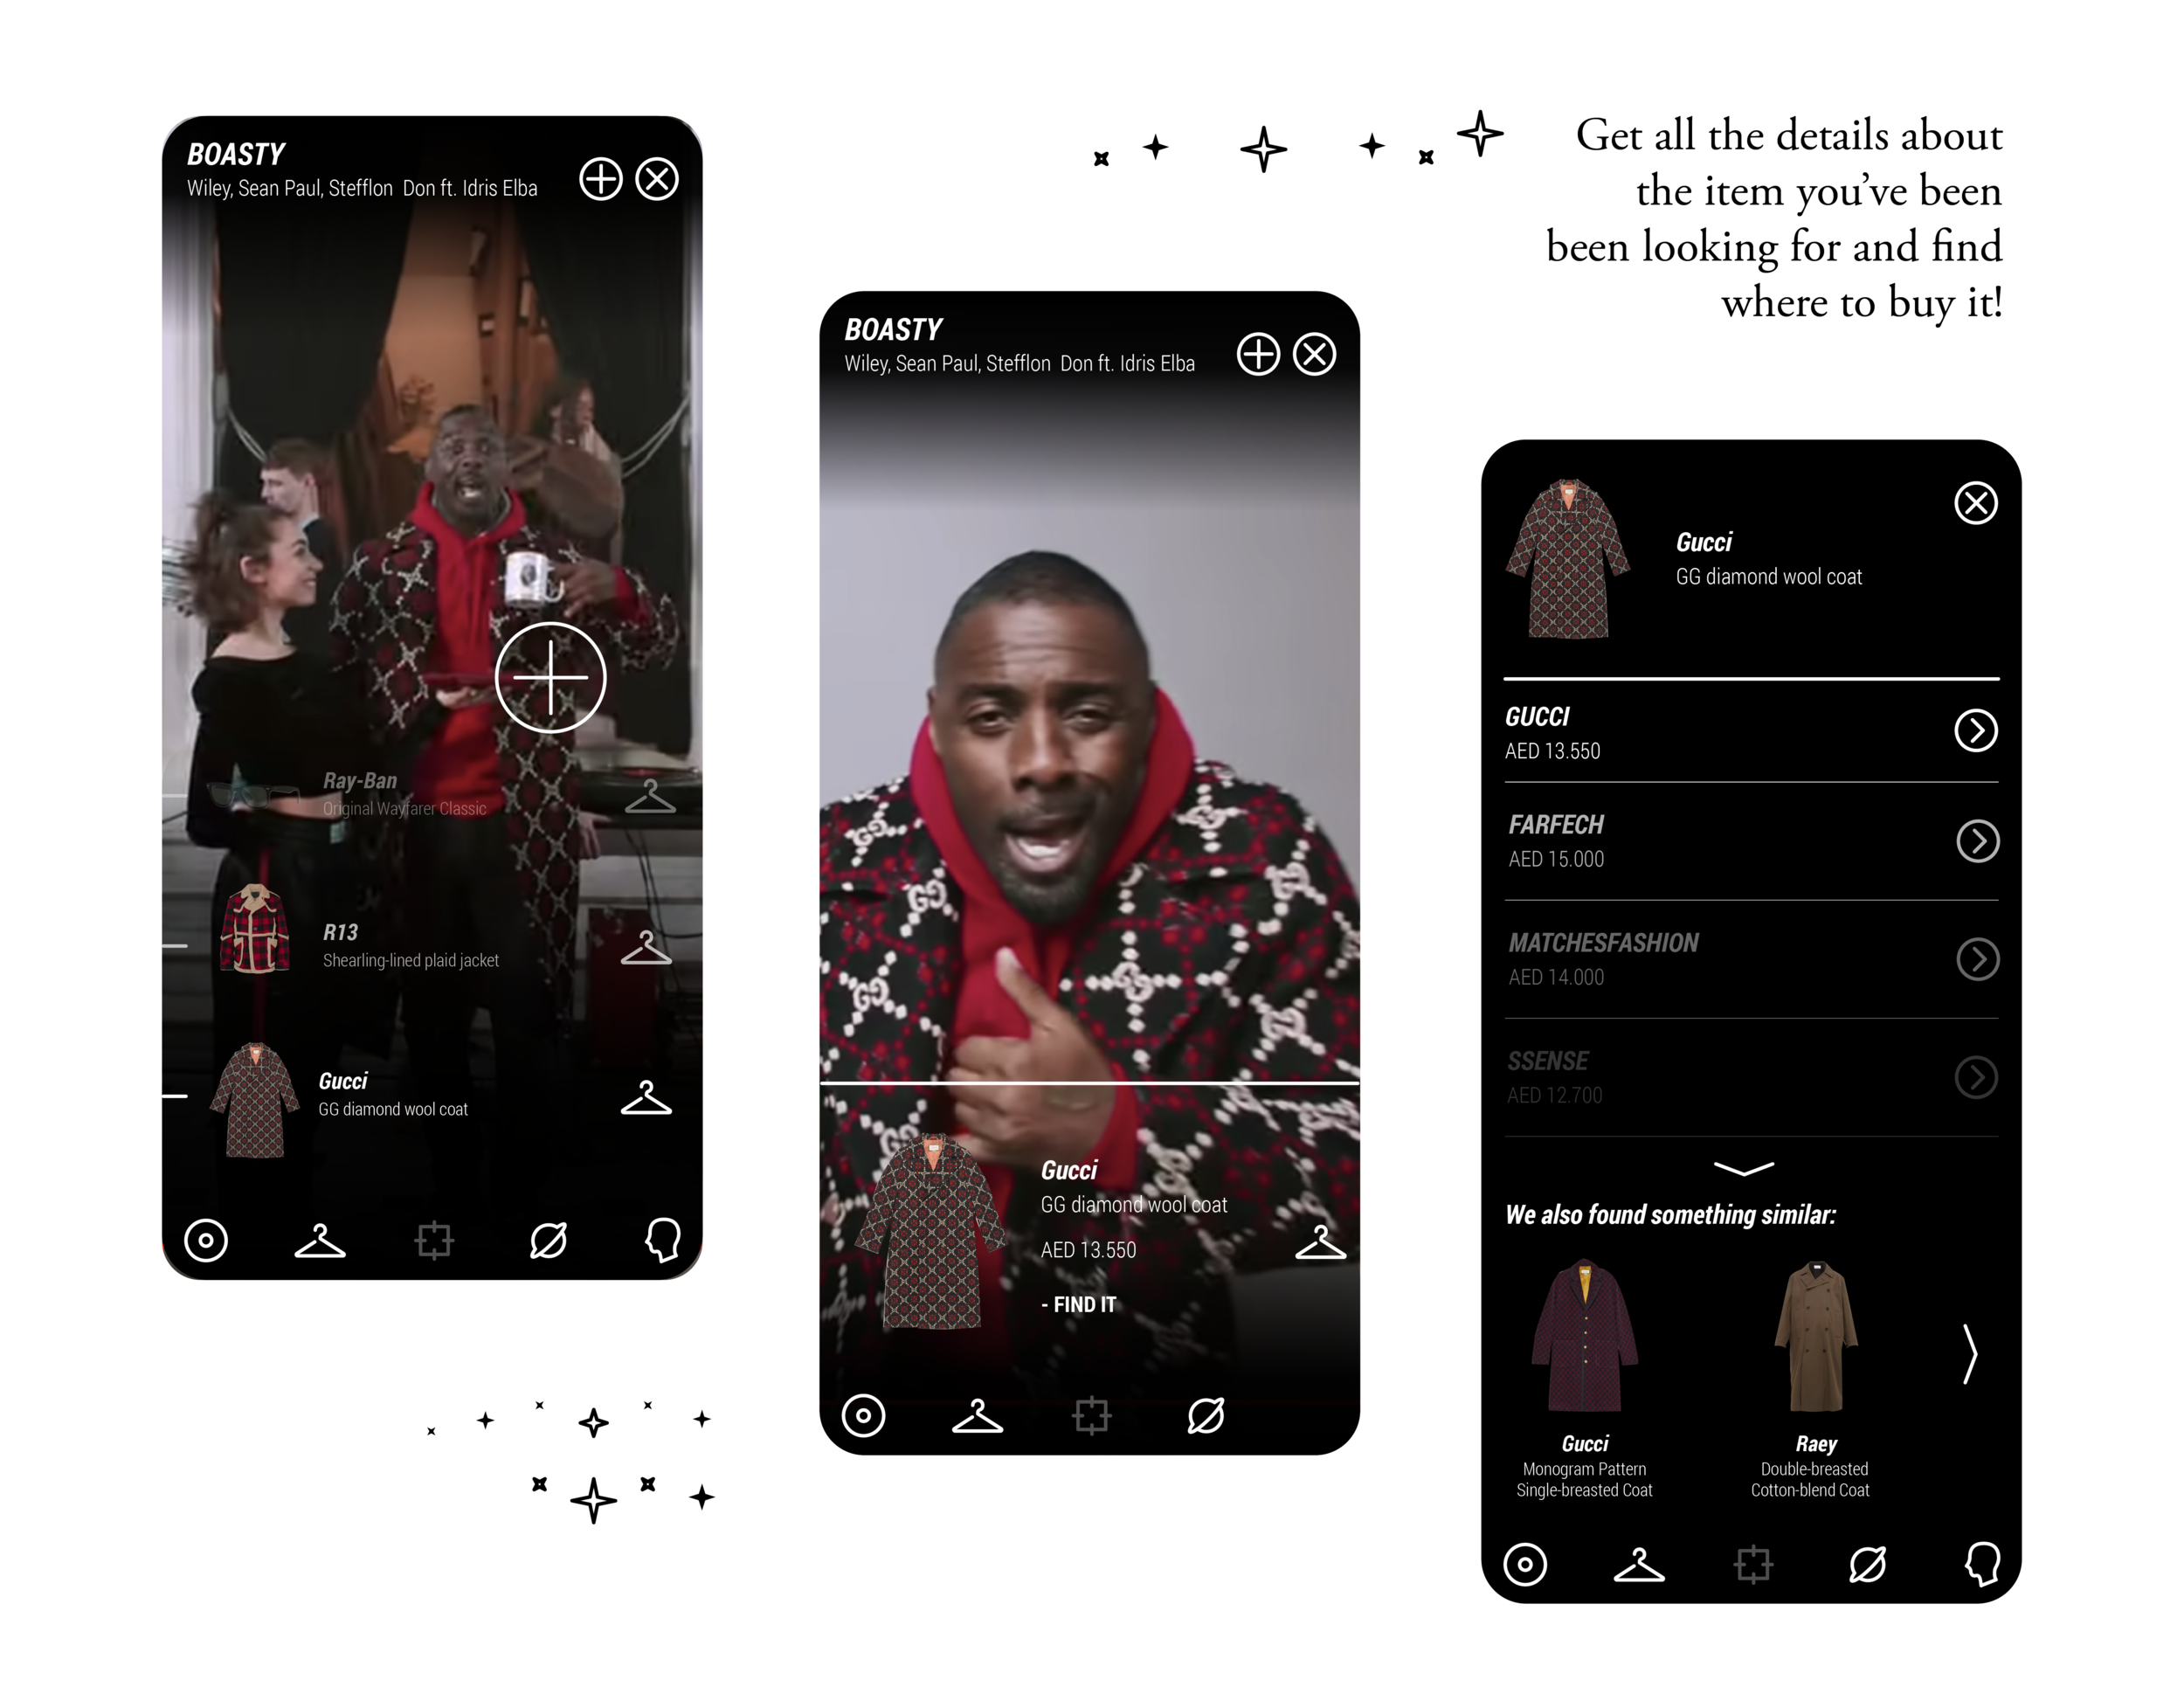 BOASTY
Wiley, Sean Paul, Stefflon Don ft. Idris Elba
Ray-Ban
Original Wayfarer Classic
R13
Shearling-lined plaid jacket
Gucci
GG diamond wool coat
BOASTY
Wiley, Sean Paul, Stefflon Don ft. Idris Elba
Gucci
GG diamond wool coat
AED 13.550
- FIND IT
Get all the details about
the item you’ve been
been looking for and find
where to buy it!
Gucci
GG diamond wool coat
GUCCI
AED 13.550
FARFECH
AED 15.000
MATCHESFASHION
AED 14.000
SSENSE
AED 12.700
We also found something similar:
Gucci
Monogram Pattern
Single-breasted Coat
Raey
Double-breasted
Cotton-blend Coat